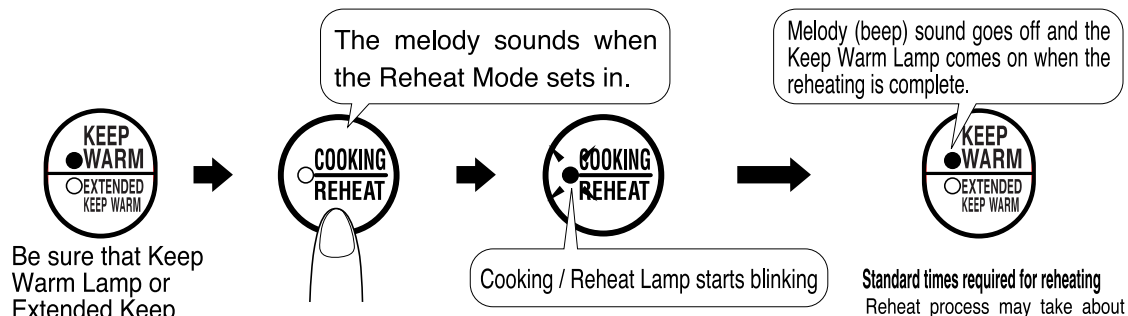 The melody sounds when
the Reheat Mode sets in.
Melody (beep) sound goes off and the
Keep Warm Lamp comes on when the
reheating is complete.
KEEP
WARM
EXTENDED
KEEP WARM
COOKING
REHEAT
COOKING
REHEAT
KEEP
WARM
EXTENDED
KEEP WARM
Be sure that Keep
Warm Lamp or
Extended Keep
Cooking / Reheat Lamp starts blinking
Standard times required for reheating
Reheat process may take about